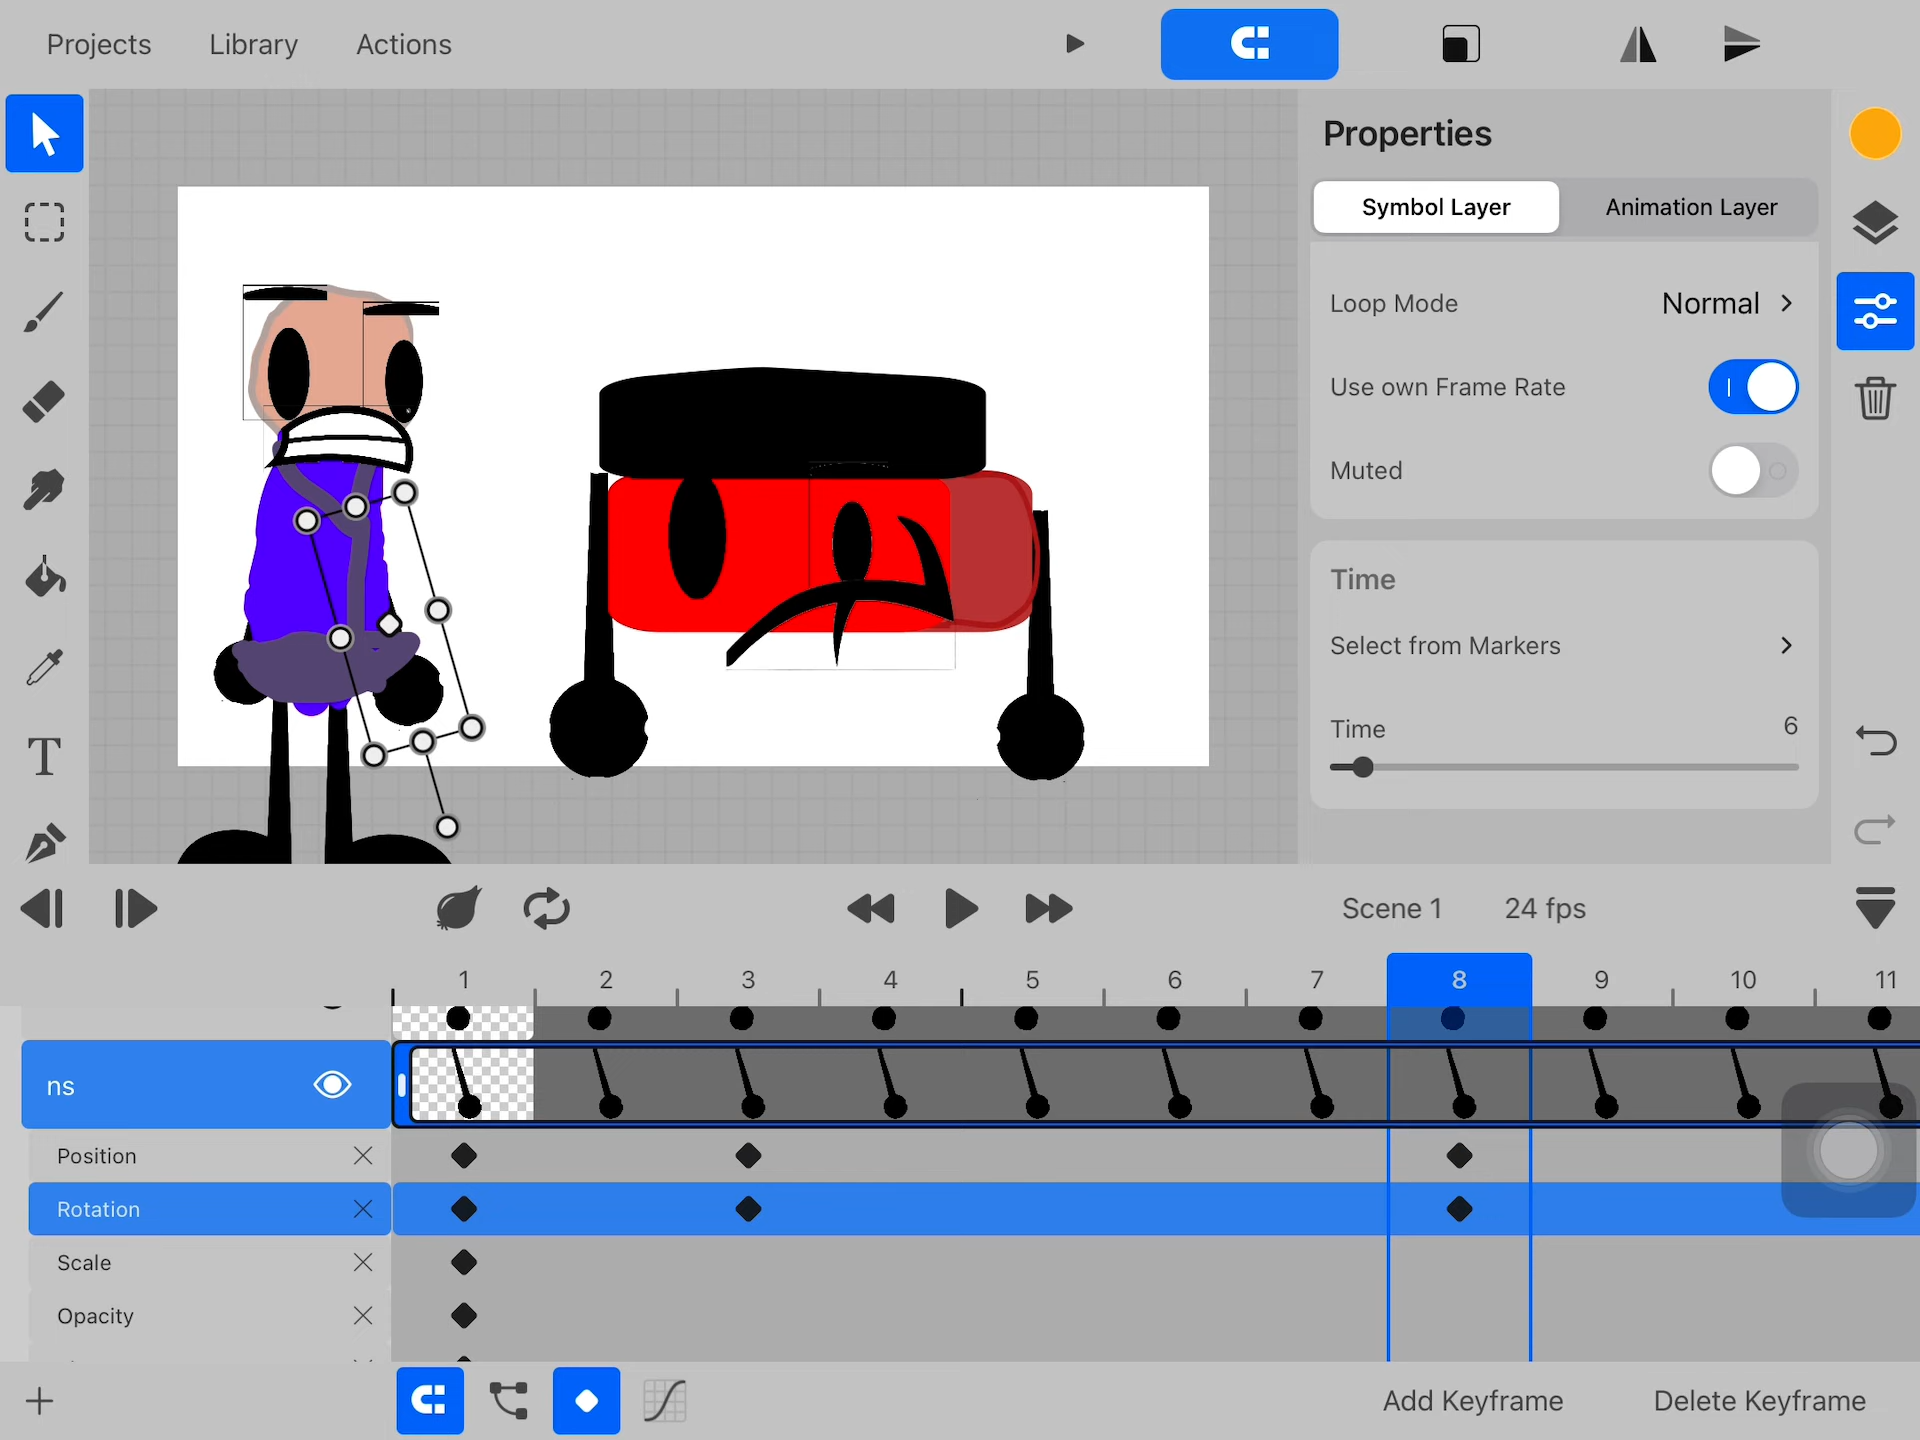 Projects Library Actions
Properties
Symbol Layer Animation Layer
Loop Mode Normal
Use own Frame Rate
Muted
Time
Select from Markers
Time 6
T
Scene 1 24 fps
1 2 3 4 5 6 7 8 9 10 11
ns
Position
Rotation
Scale
Opacity
Add Keyframe Delete Keyframe